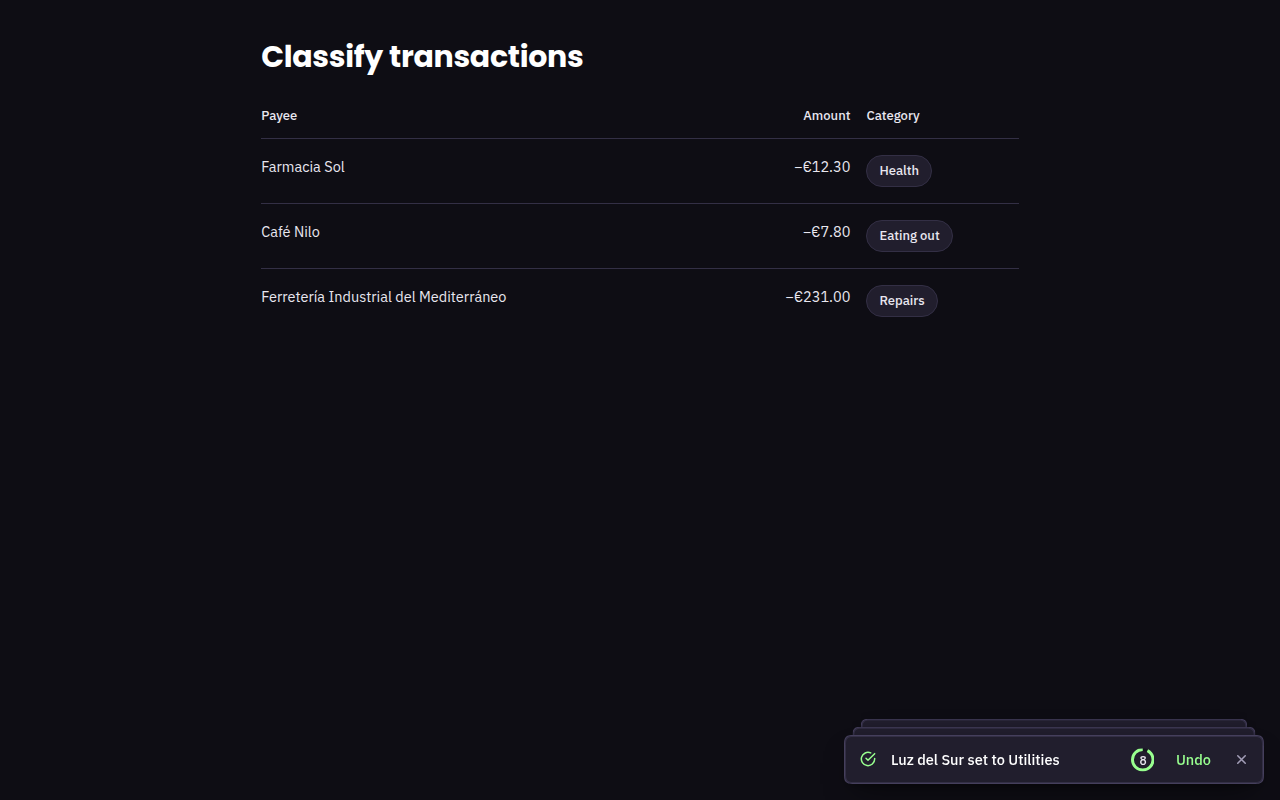 Classify transactions
Payee Amount Category
Farmacia Sol −€12.30 Health
Café Nilo −€7.80 Eating out
Ferretería Industrial del Mediterráneo −€231.00 Repairs
Luz del Sur set to Utilities 8 Undo